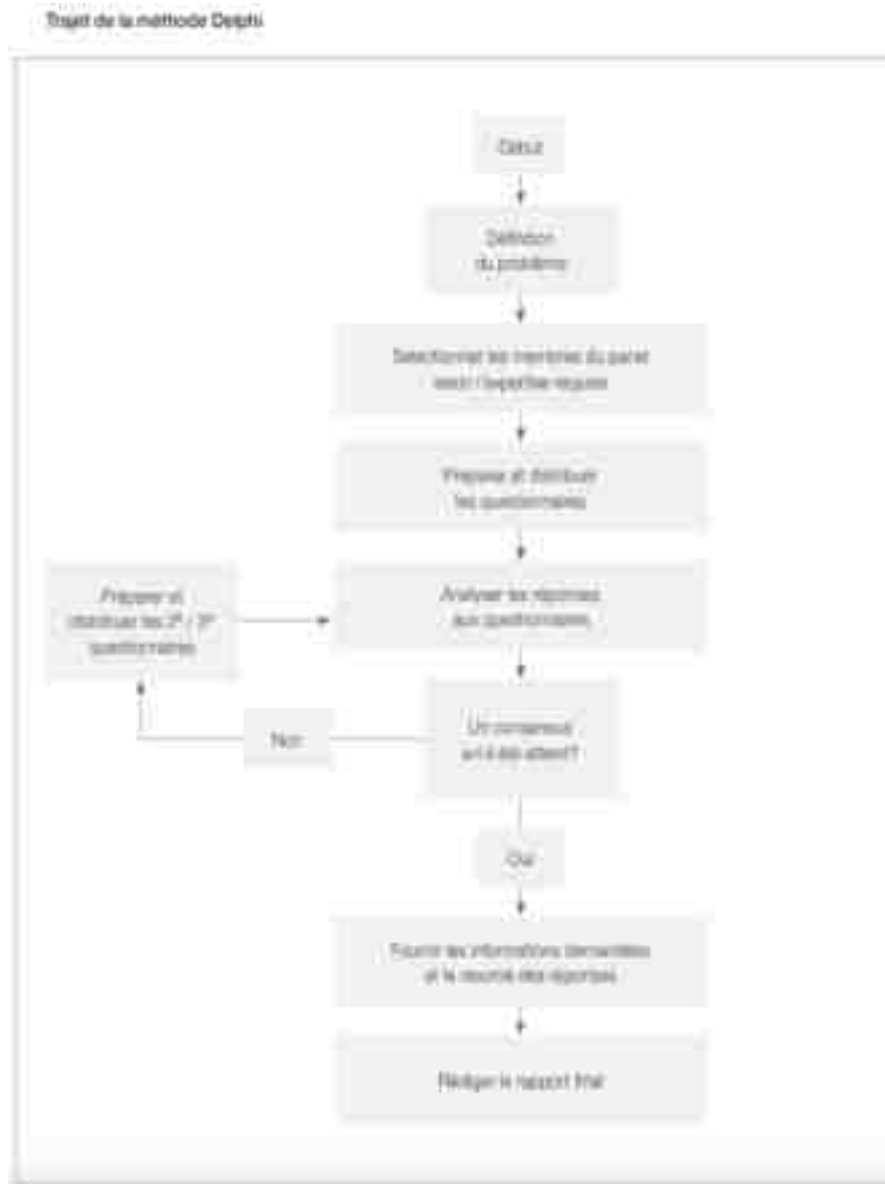 Trajet de la méthode Delphi
Début
Définition
du problème
Sélectionner les membres du panel
selon l'expertise requise
Préparer et distribuer
les questionnaires
Préparer et
distribuer les 2e / 3e
questionnaires
Analyser les réponses
aux questionnaires
Non
Un consensus
a-t-il été atteint?
Oui
Fournir les informations demandées
et le résumé des réponses
Rédiger le rapport final